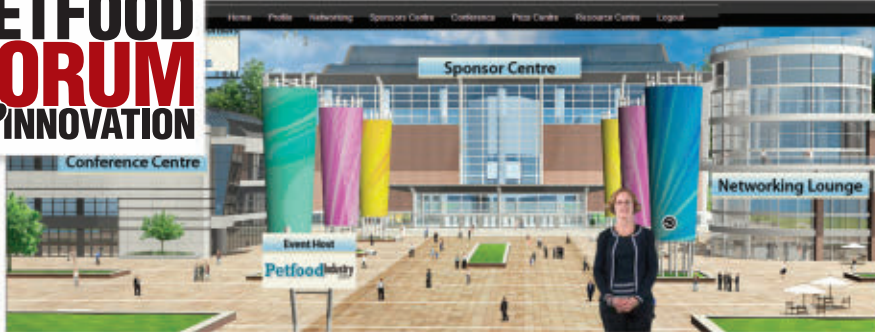 ETFOOD
ORUM
INNOVATION
Home Profile Networking Sponsors Centre Conference Press Centre Resource Centre Logout
Sponsor Centre
Conference Centre
Networking Lounge
Event Host
Petfood Industry